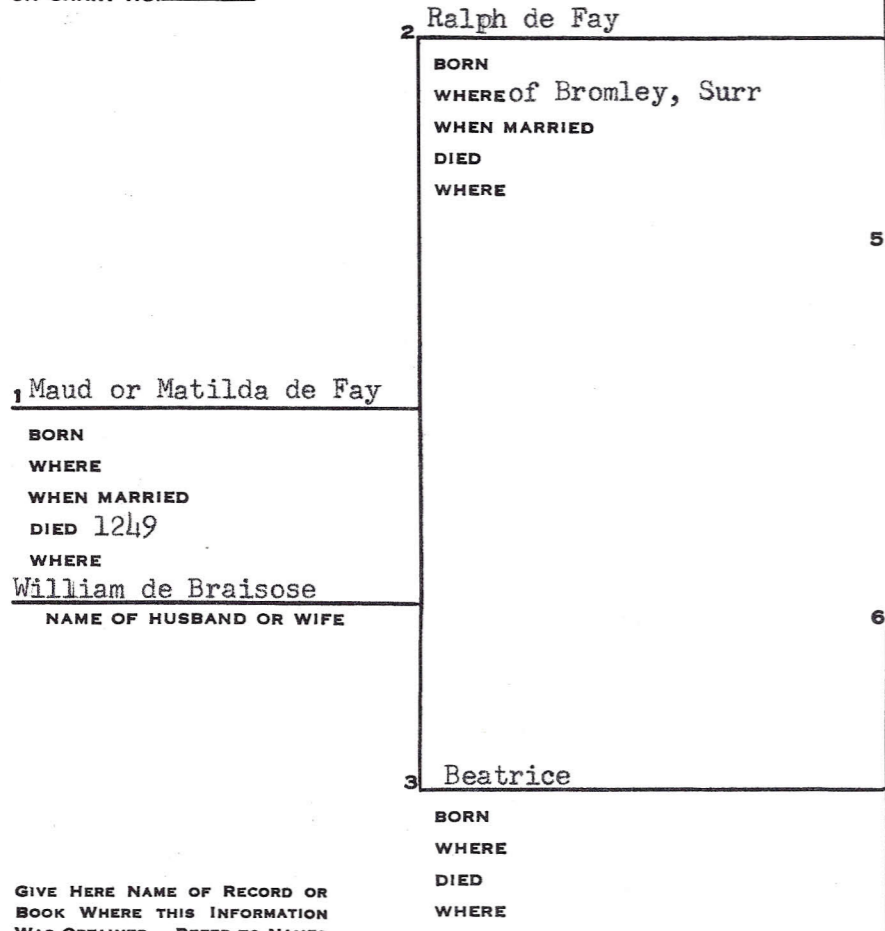 2 Ralph de Fay
BORN
WHERE of Bromley, Surr
WHEN MARRIED
DIED
WHERE
5
1 Maud or Matilda de Fay
BORN
WHERE
WHEN MARRIED
DIED 1249
WHERE
William de Braisose
NAME OF HUSBAND OR WIFE
6
3 Beatrice
BORN
WHERE
DIED
WHERE
GIVE HERE NAME OF RECORD OR
BOOK WHERE THIS INFORMATION